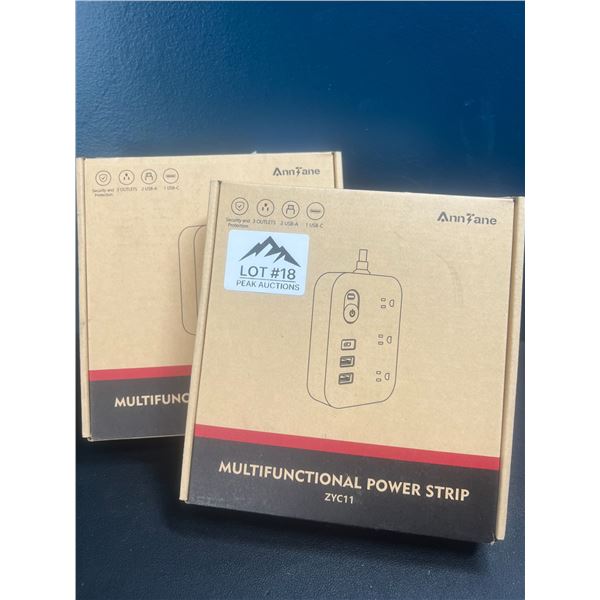 Security and Protection
3 OUTLETS
2 USB-A
1 USB-C
AnnTane
MULTIFUNC
Security and Protection
3 OUTLETS
2 USB-A
1 USB-C
AnnTane
LOT #18
PEAK AUCTIONS
MULTIFUNCTIONAL POWER STRIP
ZYC11